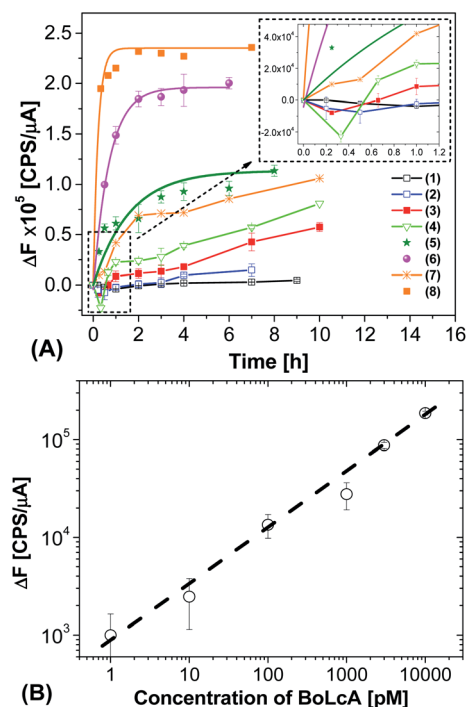 (A)
ΔF x10⁵ [CPS/µA]
2.5
2.0
1.5
1.0
0.5
0.0
0 2 4 6 8 10 12 14 16
Time [h]
4.0x10⁴
2.0x10⁴
0.0
-2.0x10⁴
0.0 0.2 0.4 0.6 0.8 1.0 1.2
(1)
(2)
(3)
(4)
(5)
(6)
(7)
(8)
(B)
ΔF [CPS/µA]
10⁵
10⁴
10³
1 10 100 1000 10000
Concentration of BoLcA [pM]